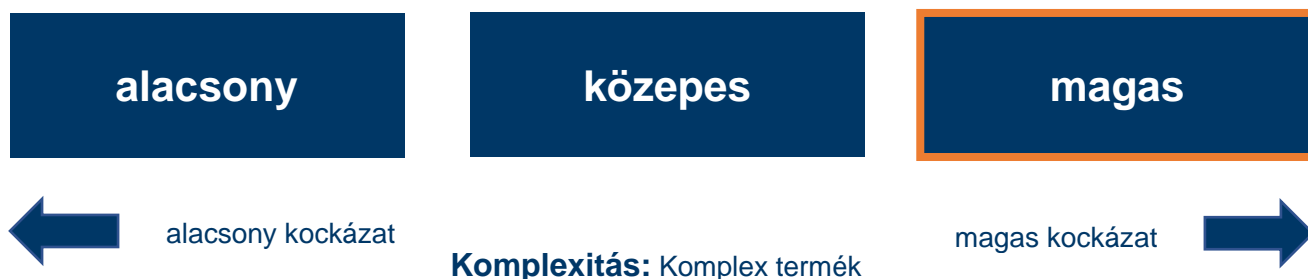 alacsony
közepes
magas
alacsony kockázat
magas kockázat
Komplexitás: Komplex termék